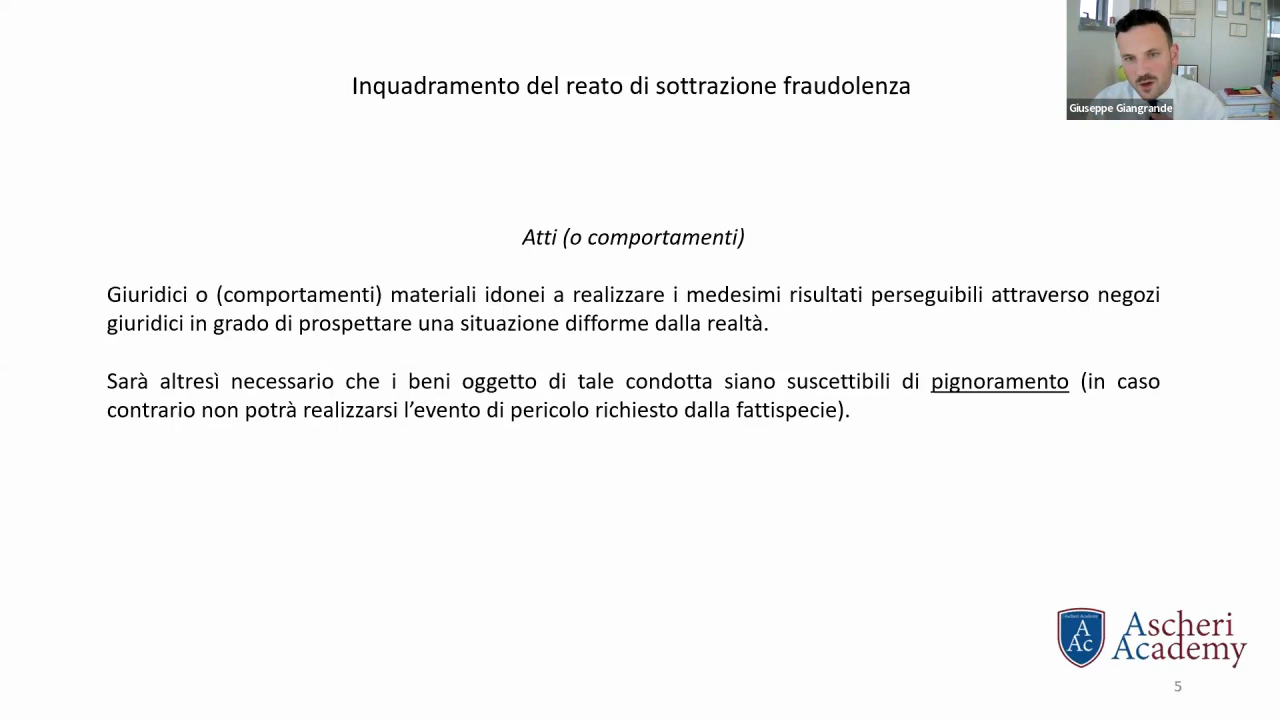 Inquadramento del reato di sottrazione fraudolenza
Giuseppe Giangrande
Atti (o comportamenti)
Giuridici o (comportamenti) materiali idonei a realizzare i medesimi risultati perseguibili attraverso negozi
giuridici in grado di prospettare una situazione difforme dalla realtà.
Sarà altresì necessario che i beni oggetto di tale condotta siano suscettibili di pignoramento (in caso
contrario non potrà realizzarsi l'evento di pericolo richiesto dalla fattispecie).
A
Ac
Ascheri
Academy
5